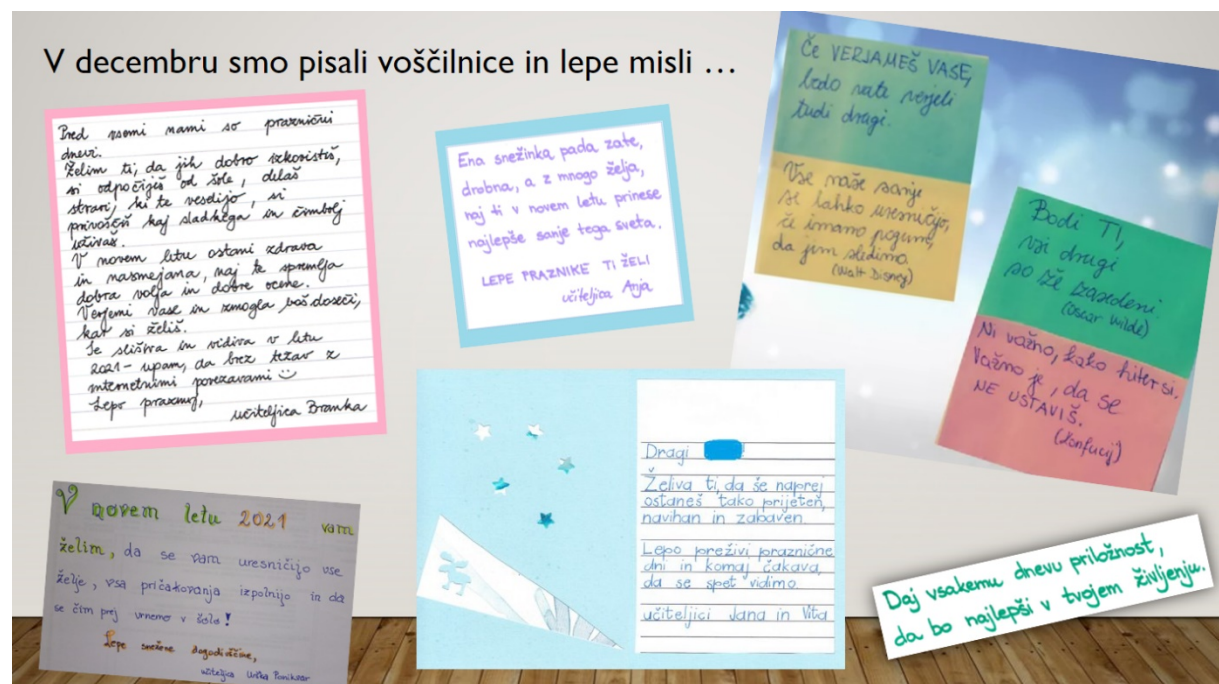 V decembru smo pisali voščilnice in lepe misli …
Pred vsemi nami so praznični
dnevi.
Želim ti, da jih dobro izkoristiš,
si odpočiješ od šole, delaš
stvari, ki te veselijo, si
privoščiš kaj sladkega in čimbolj
uživaš.
V novem letu ostani zdrava
in nasmejana, naj te spremlja
dobra volja in dobre ocene.
Verjemi vase in zmogla boš doseči,
kar si želiš.
Se slišiva in vidiva v letu
2021 - upam, da brez težav z
internetnimi povezavami
Lepo praznuj,
učiteljica Branka
Ena snežinka pada zate,
drobna, a z mnogo želja,
naj ti v novem letu prinese
najlepše sanje tega sveta.
LEPE PRAZNIKE TI ŽELI
učiteljica Anja
Če VERJAMEŠ VASE,
bodo vate verjeli
tudi drugi.
Vse naše sanje
se lahko uresničijo,
če imamo pogum,
da jim sledimo.
(Walt Disney)
Bodi TI,
vsi drugi
so že zasedeni.
(Oscar Wilde)
Ni važno, kako hiter si.
Važno je, da se
NE USTAVIŠ.
(Konfucij)
V novem letu 2021 vam
želim, da se vam uresničijo vse
želje, vsa pričakovanja izpolnijo in da
se čim prej vrnemo v šolo!
Lepe snežene dogodivščine,
učiteljica Urška Ponikvar
Dragi
Želiva ti, da še naprej
ostaneš tako prijeten,
navihan in zabaven.
Lepo preživi praznične
dni in komaj čakava,
da se spet vidimo.
učiteljici Jana in Vita
Daj vsakemu dnevu priložnost,
da bo najlepši v tvojem življenju.